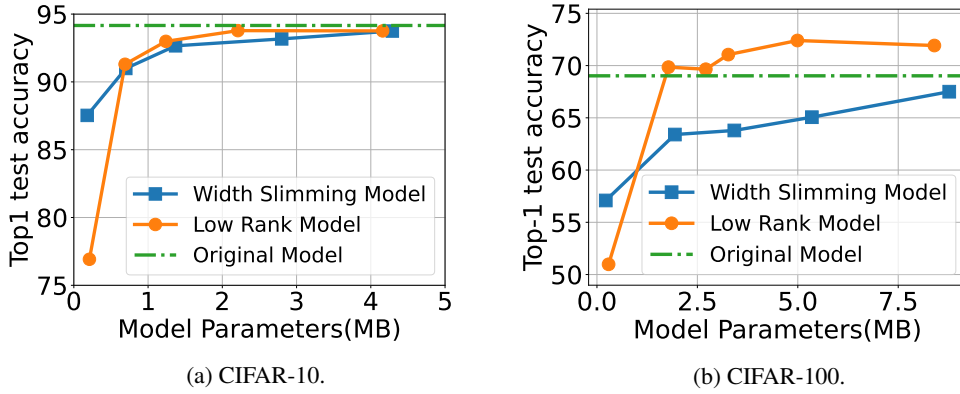 95
90
85
80
75
Top1 test accuracy
Width Slimming Model
Low Rank Model
Original Model
0 1 2 3 4 5
Model Parameters(MB)
(a) CIFAR-10.
75
70
65
60
55
50
Top-1 test accuracy
Width Slimming Model
Low Rank Model
Original Model
0.0 2.5 5.0 7.5
Model Parameters(MB)
(b) CIFAR-100.